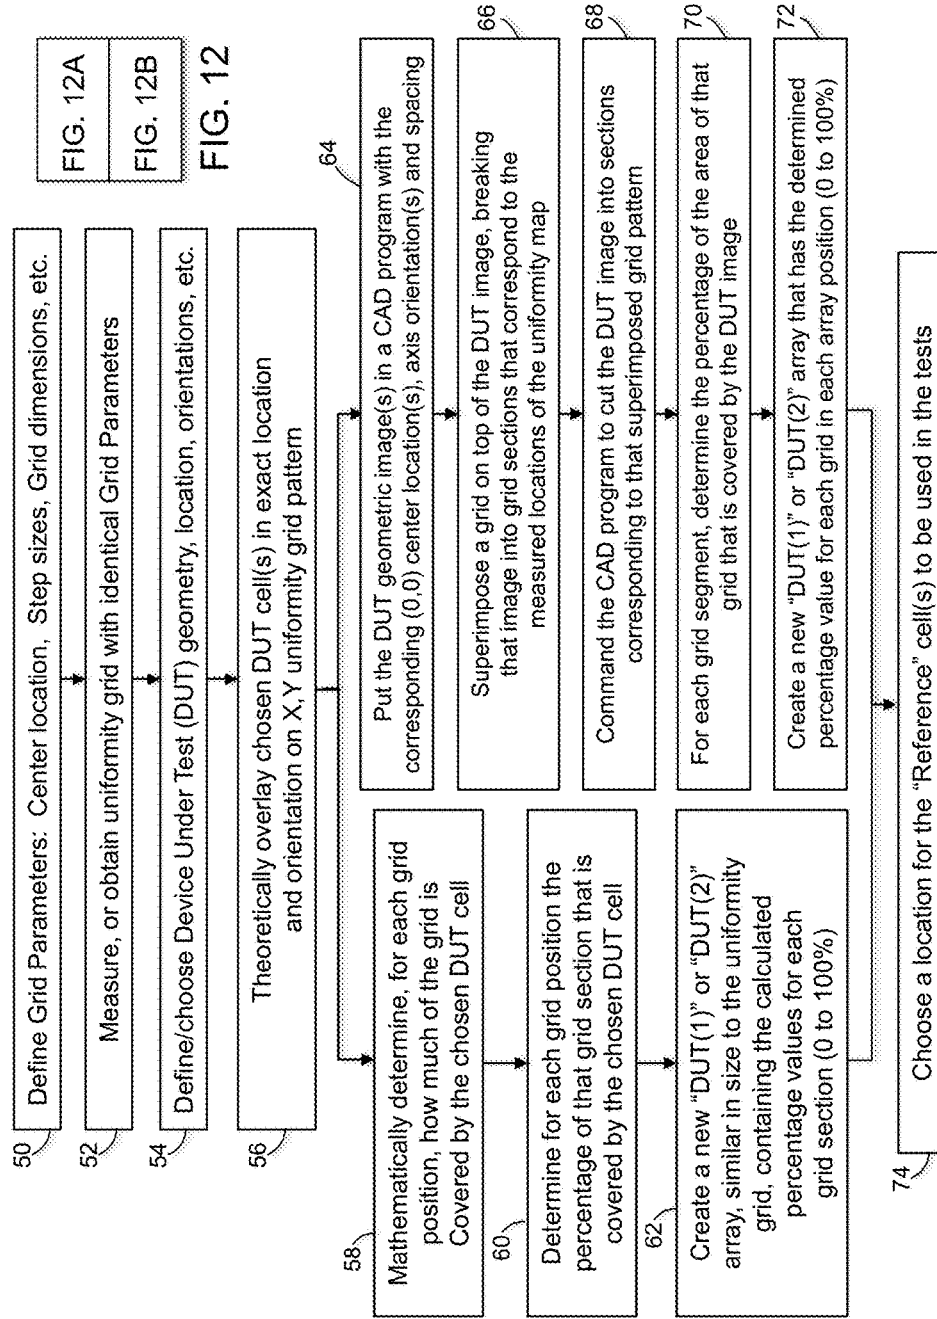 50
Define Grid Parameters:  Center location,  Step sizes, Grid dimensions, etc.
FIG. 12A
FIG. 12B
FIG. 12
52
Measure, or obtain uniformity grid with identical Grid Parameters
54
Define/choose Device Under Test (DUT) geometry, location, orientations, etc.
56
Theoretically overlay chosen DUT cell(s) in exact location
and orientation on X,Y uniformity grid pattern
58
Mathematically determine, for each grid
position, how much of the grid is
Covered by the chosen DUT cell
60
Determine for each grid position the
percentage of that grid section that is
covered by the chosen DUT cell
62
Create a new “DUT(1)” or “DUT(2)”
array, similar in size to the uniformity
grid, containing the calculated
percentage values for each
grid section (0 to 100%)
64
Put the DUT geometric image(s) in a CAD program with the
corresponding (0,0) center location(s), axis orientation(s) and spacing
66
Superimpose a grid on top of the DUT image, breaking
that image into grid sections that correspond to the
measured locations of the uniformity map
68
Command the CAD program to cut the DUT image into sections
corresponding to that superimposed grid pattern
70
For each grid segment, determine the percentage of the area of that
grid that is covered by the DUT image
72
Create a new “DUT(1)” or “DUT(2)” array that has the determined
percentage value for each grid in each array position (0 to 100%)
74
Choose a location for the “Reference” cell(s) to be used in the tests